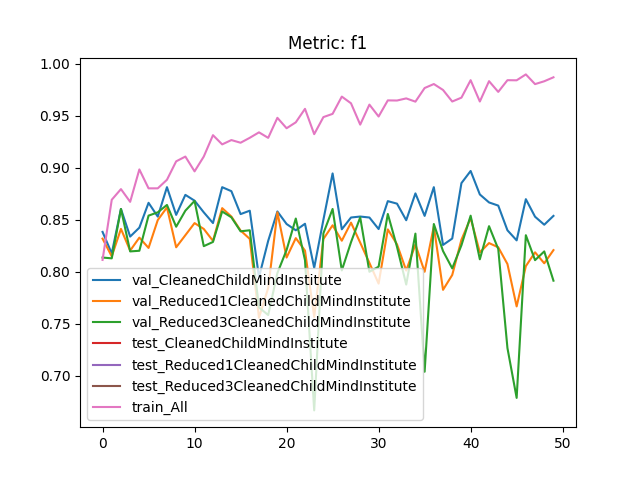 Metric: f1
1.00
0.95
0.90
0.85
0.80
0.75
0.70
val_CleanedChildMindInstitute
val_Reduced1CleanedChildMindInstitute
val_Reduced3CleanedChildMindInstitute
test_CleanedChildMindInstitute
test_Reduced1CleanedChildMindInstitute
test_Reduced3CleanedChildMindInstitute
train_All
0 10 20 30 40 50